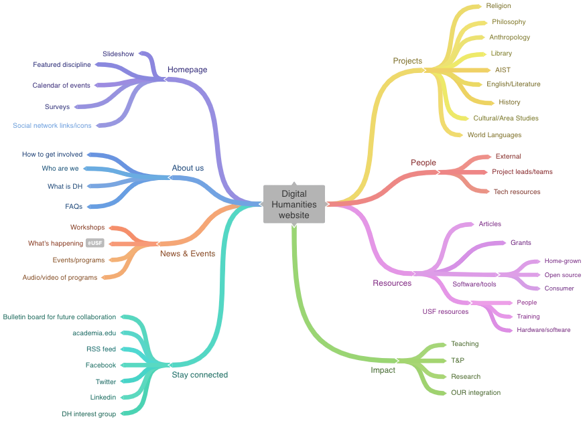 Digital
Humanities
website
Homepage
Slideshow
Featured discipline
Calendar of events
Surveys
Social network links/icons
About us
How to get involved
Who are we
What is DH
FAQs
News & Events
Workshops
What's happening @USF
Events/programs
Audio/video of programs
Stay connected
Bulletin board for future collaboration
academia.edu
RSS feed
Facebook
Twitter
Linkedin
DH interest group
Projects
Religion
Philosophy
Anthropology
Library
AIST
English/Literature
History
Cultural/Area Studies
World Languages
People
External
Project leads/teams
Tech resources
Resources
Articles
Grants
Software/tools
Home-grown
Open source
Consumer
USF resources
People
Training
Hardware/software
Impact
Teaching
T&P
Research
OUR integration